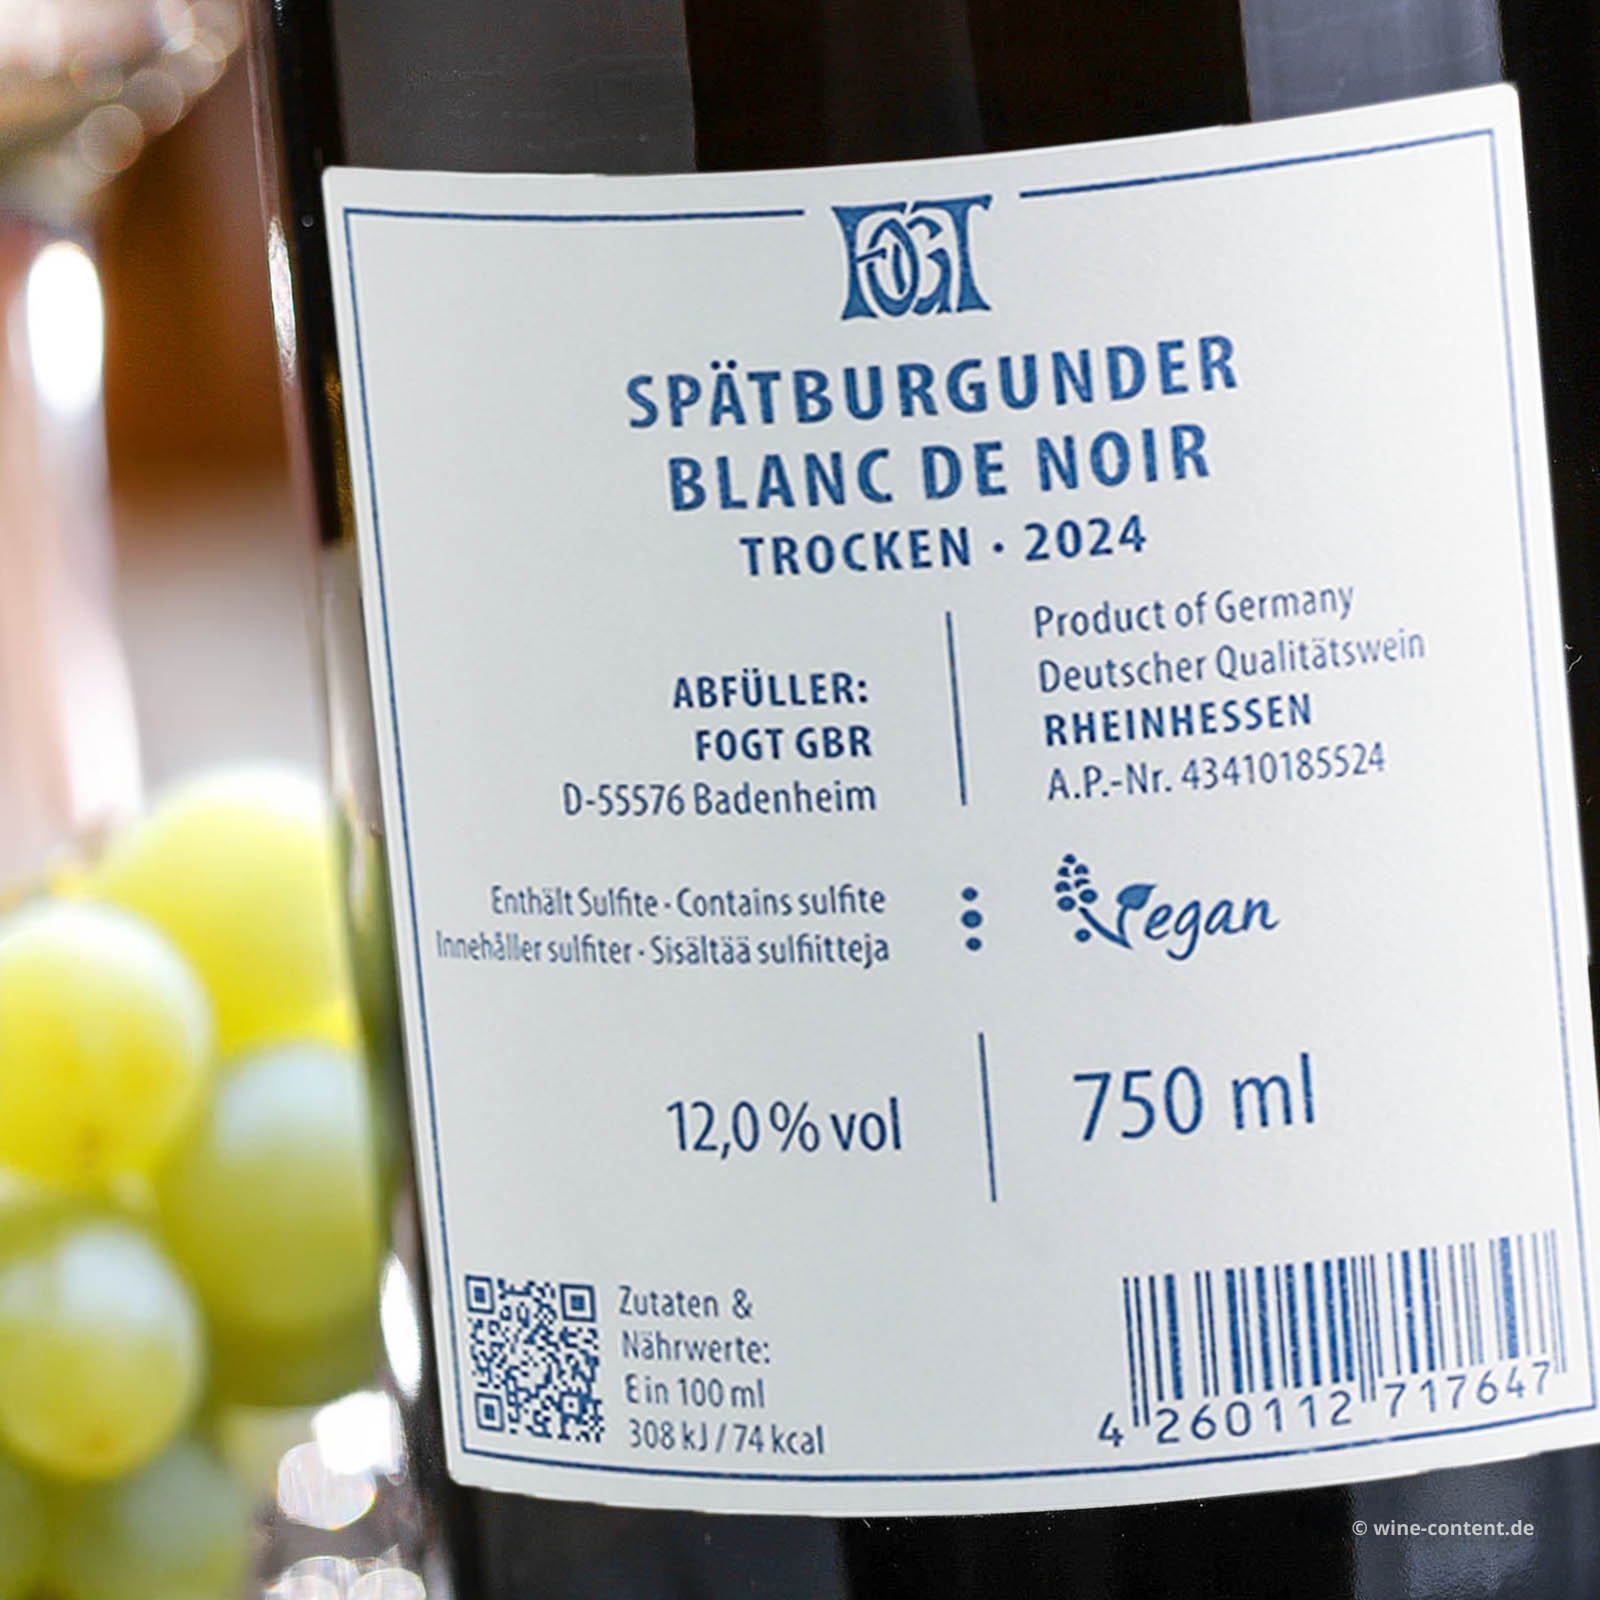 FOGT
SPÄTBURGUNDER
BLANC DE NOIR
TROCKEN · 2024
ABFÜLLER:
FOGT GBR
D-55576 Badenheim
Product of Germany
Deutscher Qualitätswein
RHEINHESSEN
A.P.-Nr. 43410185524
Enthält Sulfite · Contains sulfite
Innehåller sulfiter · Sisältää sulfiitteja
Vegan
12,0 % vol
750 ml
Zutaten &
Nährwerte:
E in 100 ml
308 kJ / 74 kcal
4 260112 717647
© wine-content.de